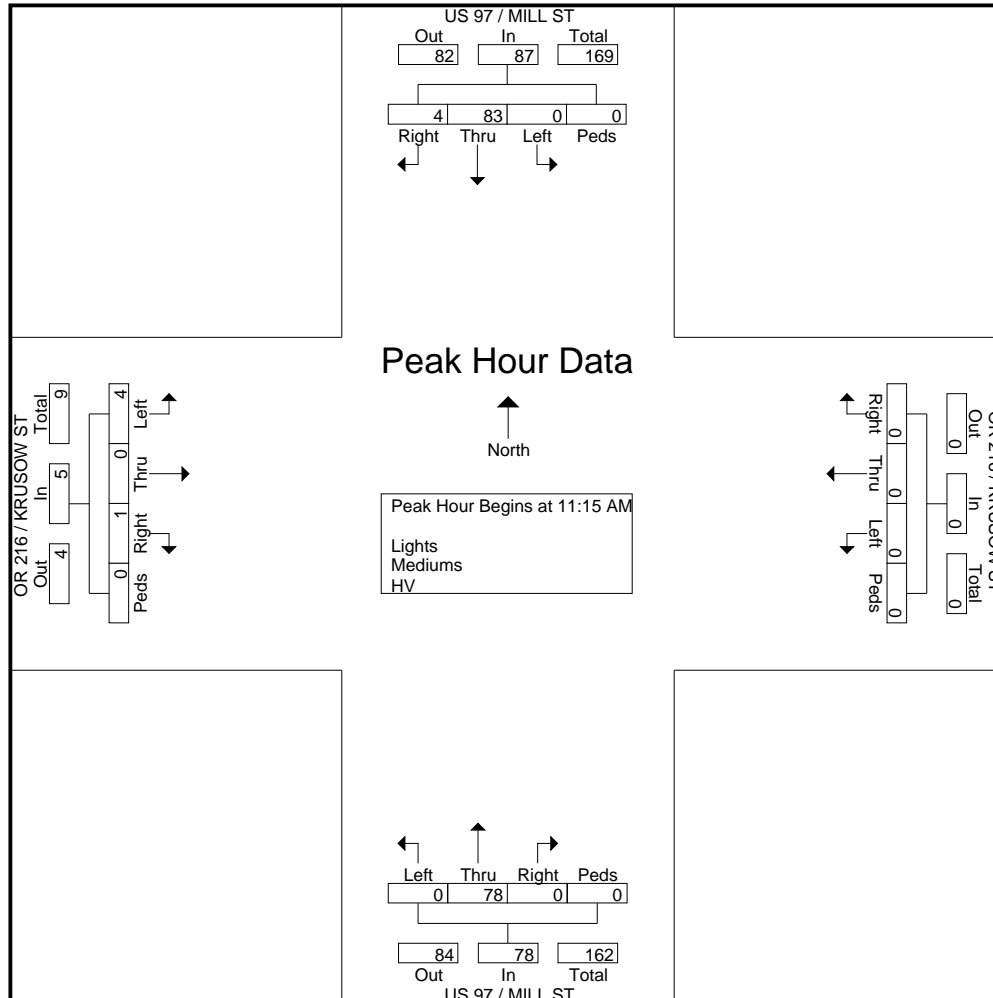 US 97 / MILL ST
Out In Total
82 87 169
4 83 0 0
Right Thru Left Peds
Peak Hour Data
North
Peak Hour Begins at 11:15 AM
Lights
Mediums
HV
OR 216 / KRUSOW ST
Total In Out
9 5 4
4 0 1 0
Left Thru Right Peds
Right Thru Left Peds
0 0 0 0
0 0 0
Out In Total
OR 216 / KRUSOW ST
Left Thru Right Peds
0 78 0 0
84 78 162
Out In Total
US 97 / MILL ST